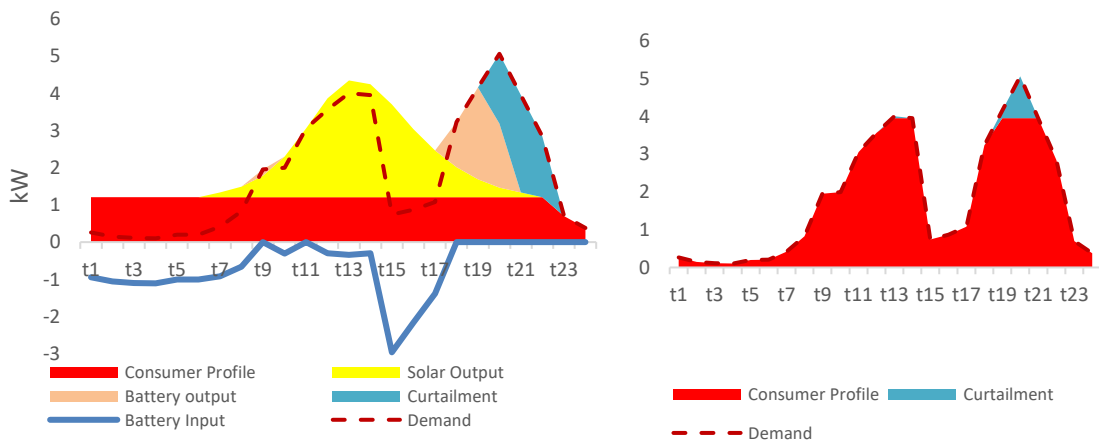 6
5
4
3
2
1
0
-1
-2
-3
kW
t1 t3 t5 t7 t9 t11 t13 t15 t17 t19 t21 t23
Consumer Profile Solar Output
Battery output Curtailment
Battery Input Demand
6
5
4
3
2
1
0
t1 t3 t5 t7 t9 t11 t13 t15 t17 t19 t21 t23
Consumer Profile Curtailment
Demand